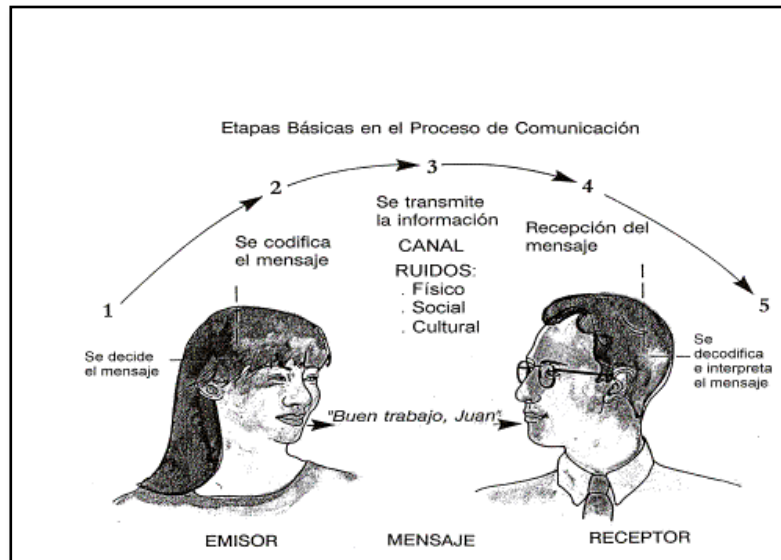 Etapas Básicas en el Proceso de Comunicación
1
2
3
4
5
Se decide
el mensaje
Se codifica
el mensaje
Se transmite
la información
CANAL
RUIDOS:
. Físico
. Social
. Cultural
Recepción del
mensaje
Se
decodifica
e interpreta
el mensaje
"Buen trabajo, Juan"
EMISOR
MENSAJE
RECEPTOR